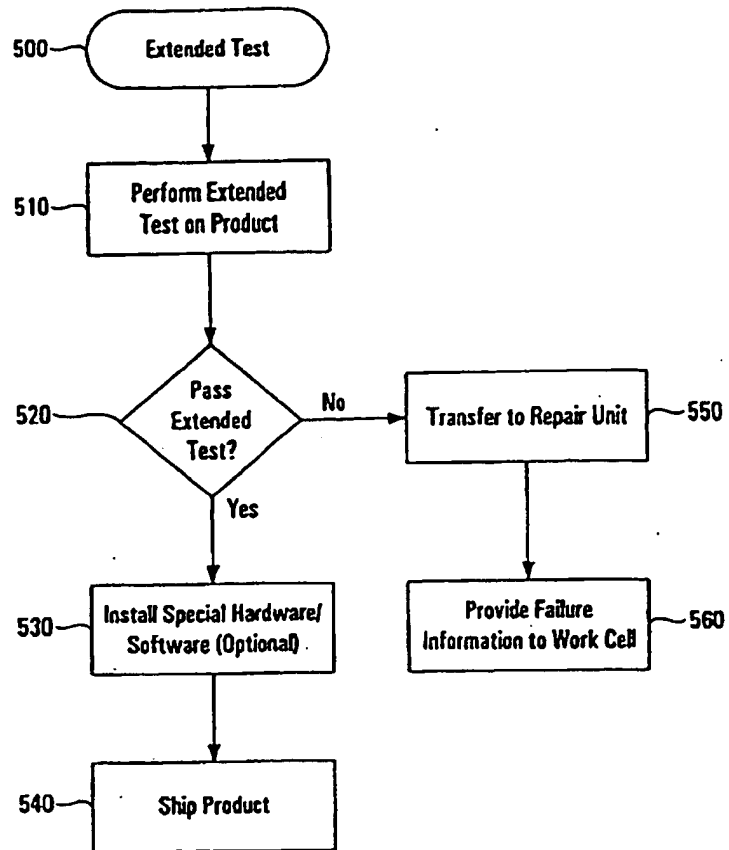 500
Extended Test
510
Perform Extended
Test on Product
520
Pass
Extended
Test?
No
Transfer to Repair Unit
550
Yes
530
Install Special Hardware/
Software (Optional)
Provide Failure
Information to Work Cell
560
540
Ship Product